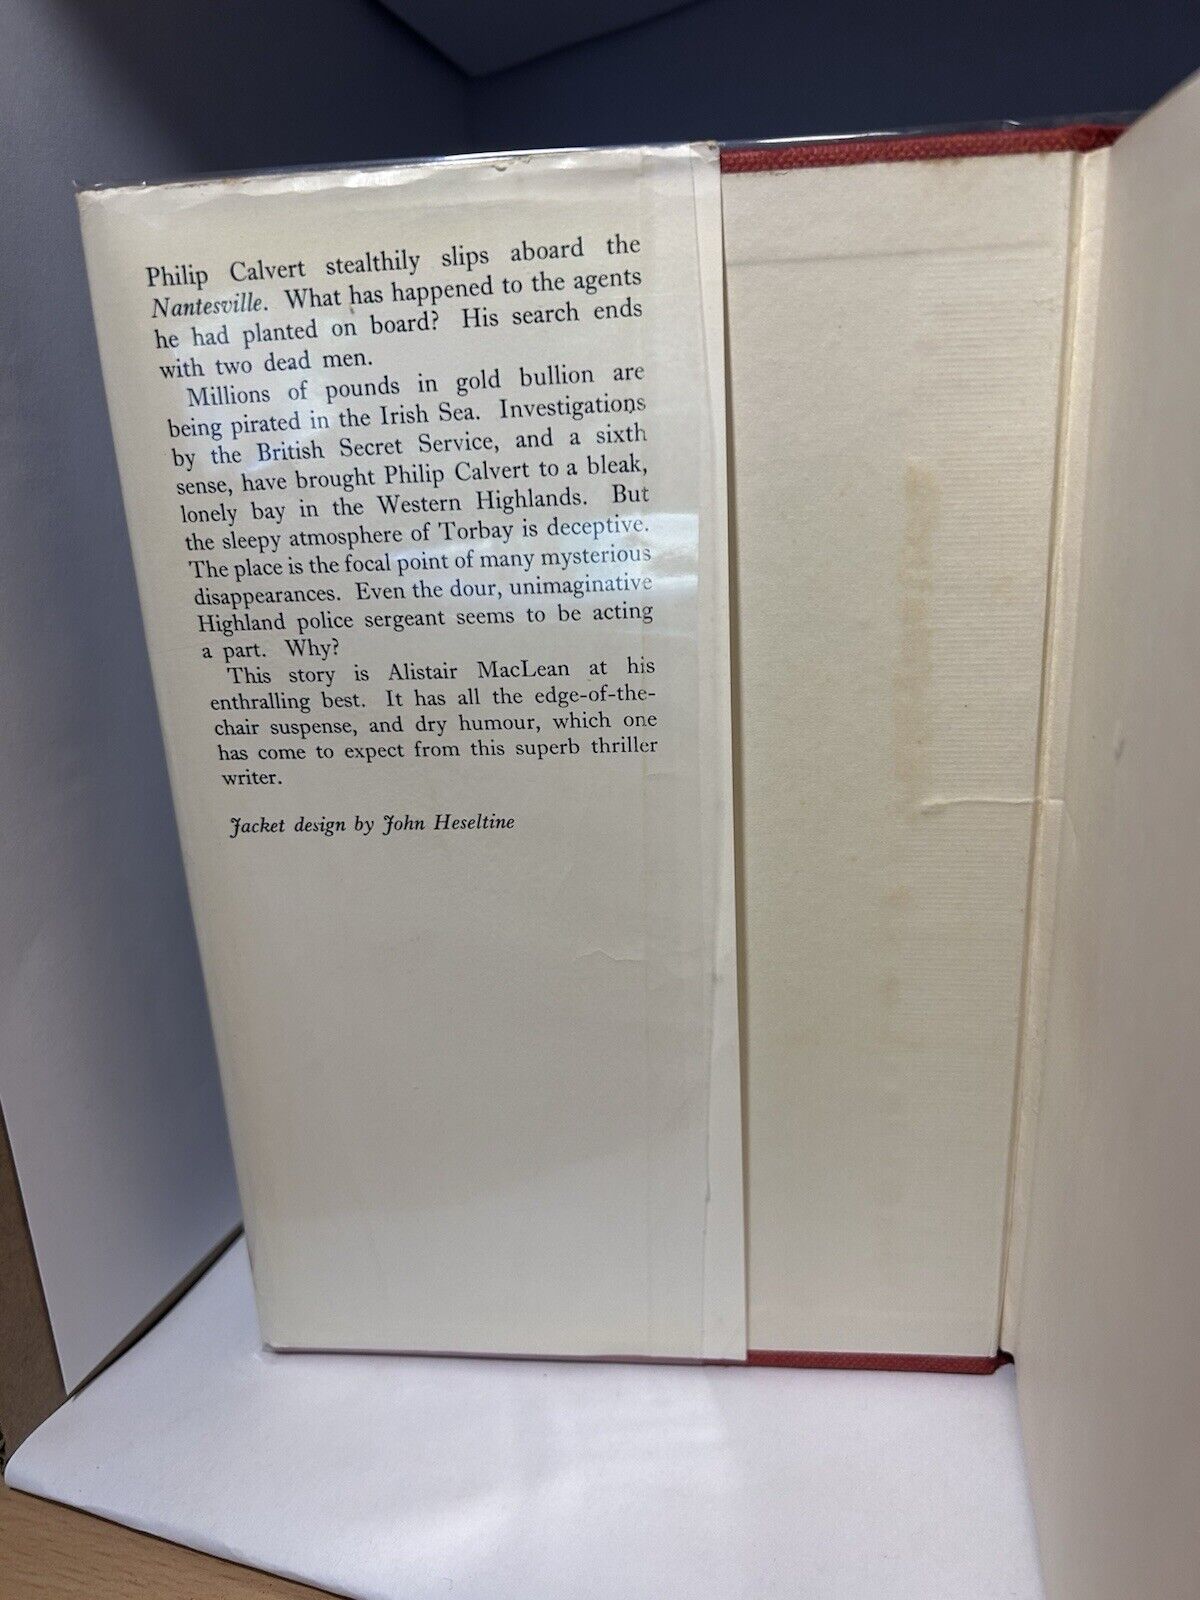 Philip Calvert stealthily slips aboard the
Nantesville. What has happened to the agents
he had planted on board? His search ends
with two dead men.
Millions of pounds in gold bullion are
being pirated in the Irish Sea. Investigations
by the British Secret Service, and a sixth
sense, have brought Philip Calvert to a bleak,
lonely bay in the Western Highlands. But
the sleepy atmosphere of Torbay is deceptive.
The place is the focal point of many mysterious
disappearances. Even the dour, unimaginative
Highland police sergeant seems to be acting
a part. Why?
This story is Alistair MacLean at his
enthralling best. It has all the edge-of-the-
chair suspense, and dry humour, which one
has come to expect from this superb thriller
writer.
Jacket design by John Heseltine